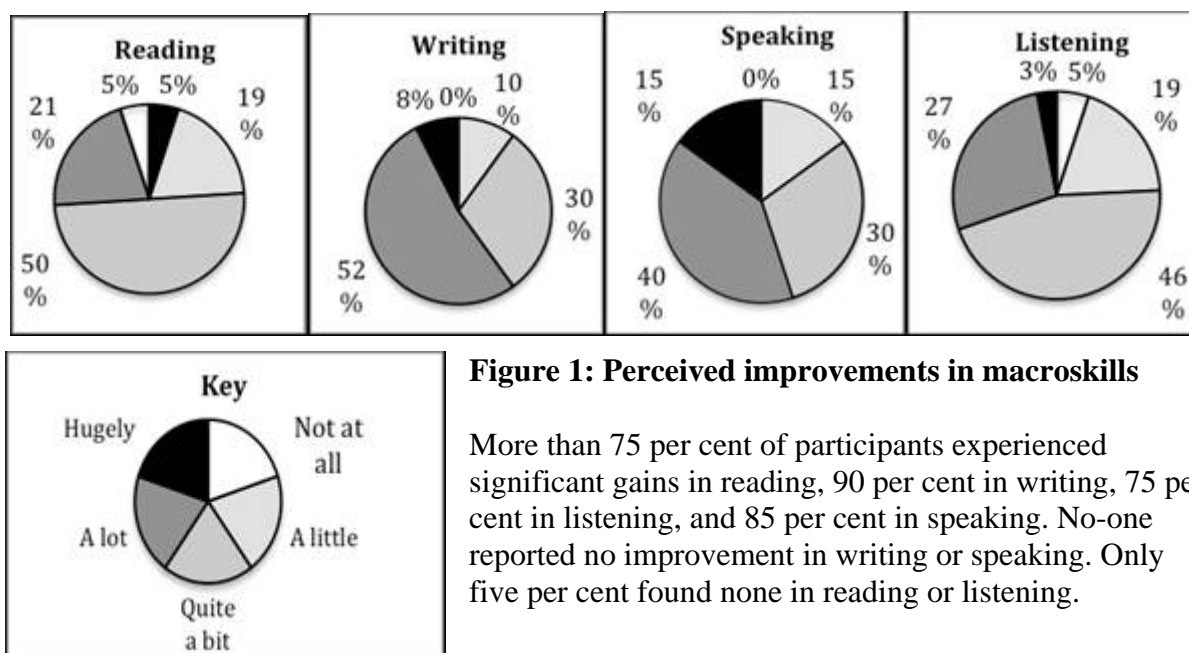 Reading
5% 5%
19
%
21
%
50
%
Writing
8% 0%
10
%
30
%
52
%
Speaking
15
%
0%
15
%
30
%
40
%
Listening
3% 5%
19
%
27
%
46
%
Key
Hugely
Not at
all
A lot
A little
Quite
a bit
Figure 1: Perceived improvements in macroskills
More than 75 per cent of participants experienced
significant gains in reading, 90 per cent in writing, 75 pe
cent in listening, and 85 per cent in speaking. No-one
reported no improvement in writing or speaking. Only
five per cent found none in reading or listening.